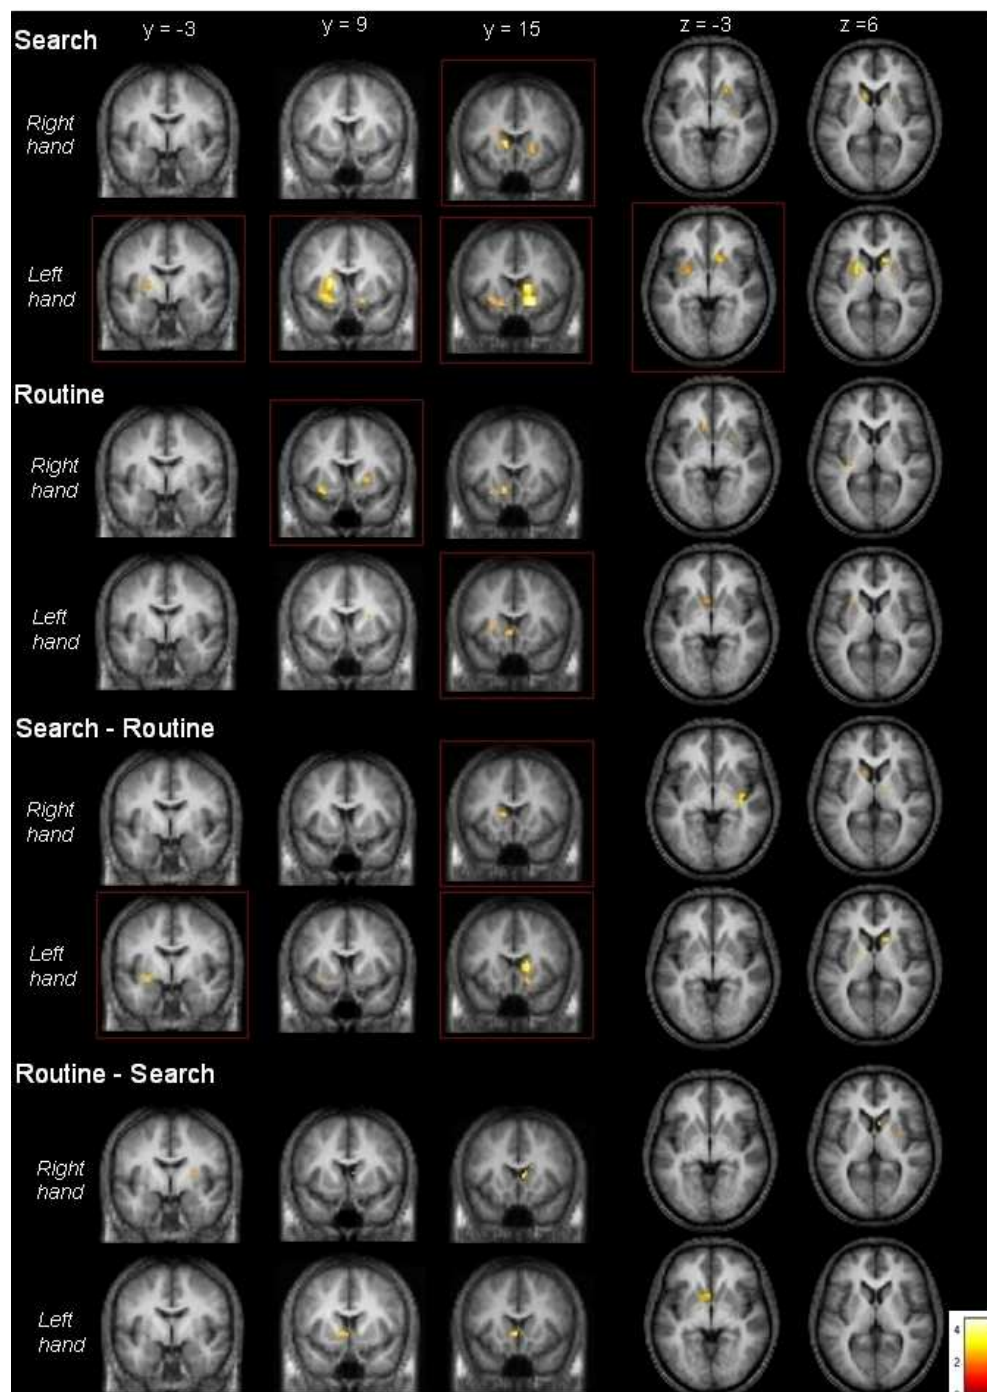 y = -3
y = 9
y = 15
z = -3
z =6
Search
Right
hand
Left
hand
Routine
Right
hand
Left
hand
Search - Routine
Right
hand
Left
hand
Routine - Search
Right
hand
Left
hand
4
2